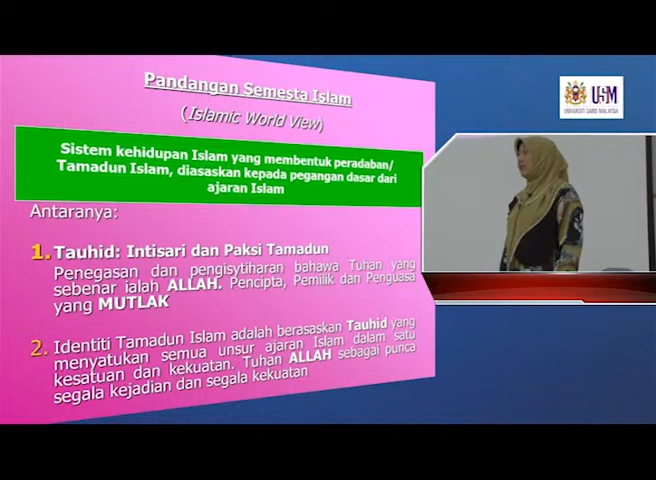 Pandangan Semesta Islam
(Islamic World View)
Sistem kehidupan Islam yang membentuk peradaban/
Tamadun Islam, diasaskan kepada pegangan dasar dari
ajaran Islam
Antaranya:
1. Tauhid: Intisari dan Paksi Tamadun
Penegasan dan pengisytiharan bahawa Tuhan yang
sebenar ialah ALLAH. Pencipta, Pemilik dan Penguasa
yang MUTLAK
2. Identiti Tamadun Islam adalah berasaskan Tauhid yang
menyatukan semua unsur ajaran Islam dalam satu
kesatuan dan kekuatan. Tuhan ALLAH sebagai punca
segala kejadian dan segala kekuatan
USM
UNIVERSITI SAINS MALAYSIA